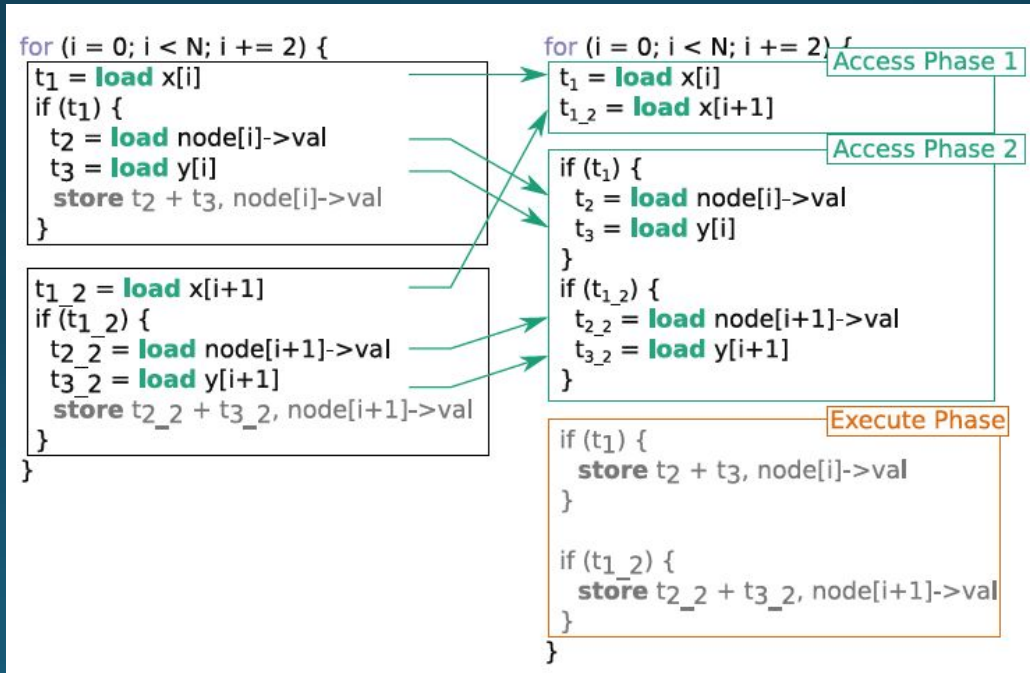 for (i = 0; i < N; i += 2) {
t1 = load x[i]
if (t1) {
t2 = load node[i]->val
t3 = load y[i]
store t2 + t3, node[i]->val
}
t1_2 = load x[i+1]
if (t1_2) {
t2_2 = load node[i+1]->val
t3_2 = load y[i+1]
store t2_2 + t3_2, node[i+1]->val
}
}
for (i = 0; i < N; i += 2) {
Access Phase 1
t1 = load x[i]
t1_2 = load x[i+1]
Access Phase 2
if (t1) {
t2 = load node[i]->val
t3 = load y[i]
}
if (t1_2) {
t2_2 = load node[i+1]->val
t3_2 = load y[i+1]
}
Execute Phase
if (t1) {
store t2 + t3, node[i]->val
}
if (t1_2) {
store t2_2 + t3_2, node[i+1]->val
}
}